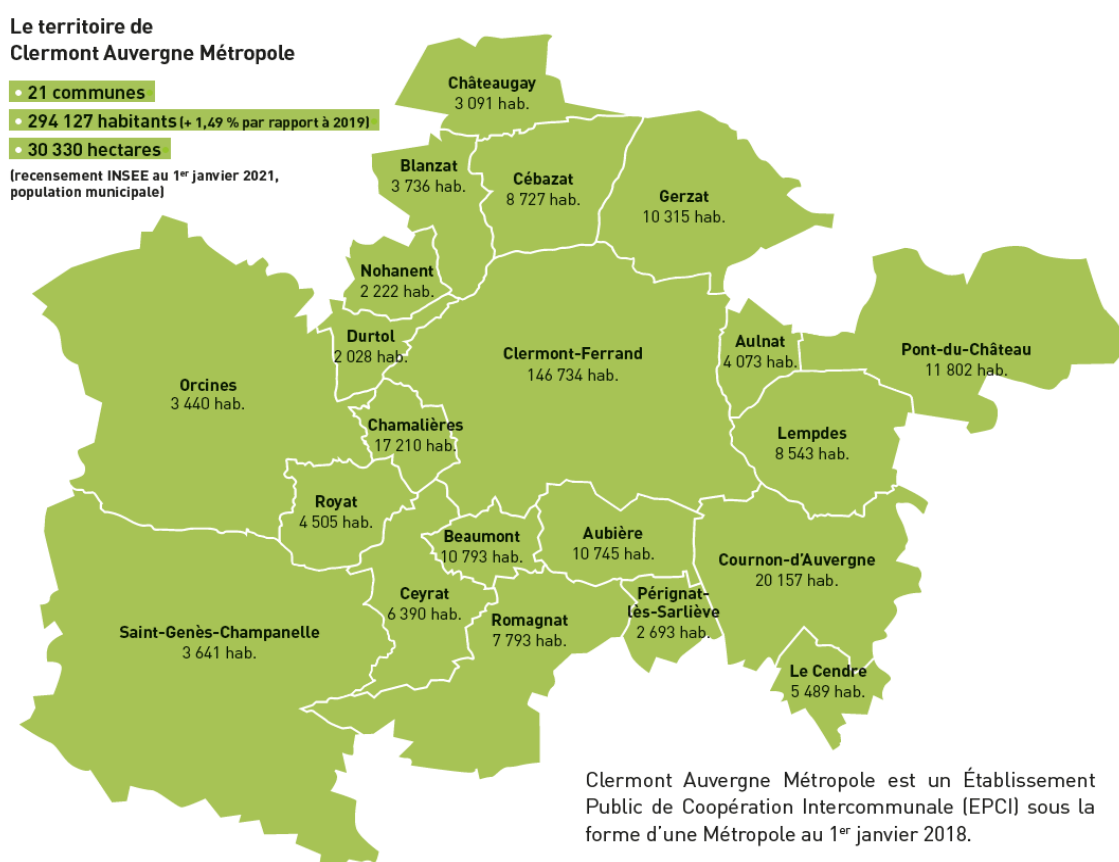 Le territoire de
Clermont Auvergne Métropole
• 21 communes
• 294 127 habitants (+ 1,49 % par rapport à 2019)
• 30 330 hectares
(recensement INSEE au 1er janvier 2021,
population municipale)
Châteaugay
3 091 hab.
Blanzat
3 736 hab.
Cébazat
8 727 hab.
Gerzat
10 315 hab.
Nohanent
2 222 hab.
Durtol
2 028 hab.
Clermont-Ferrand
146 734 hab.
Aulnat
4 073 hab.
Pont-du-Château
11 802 hab.
Orcines
3 440 hab.
Chamalières
17 210 hab.
Lempdes
8 543 hab.
Royat
4 505 hab.
Beaumont
10 793 hab.
Aubière
10 745 hab.
Cournon-d'Auvergne
20 157 hab.
Ceyrat
6 390 hab.
Romagnat
7 793 hab.
Pérignat-
lès-Sarliève
2 693 hab.
Saint-Genès-Champanelle
3 641 hab.
Le Cendre
5 489 hab.
Clermont Auvergne Métropole est un Établissement
Public de Coopération Intercommunale (EPCI) sous la
forme d'une Métropole au 1er janvier 2018.